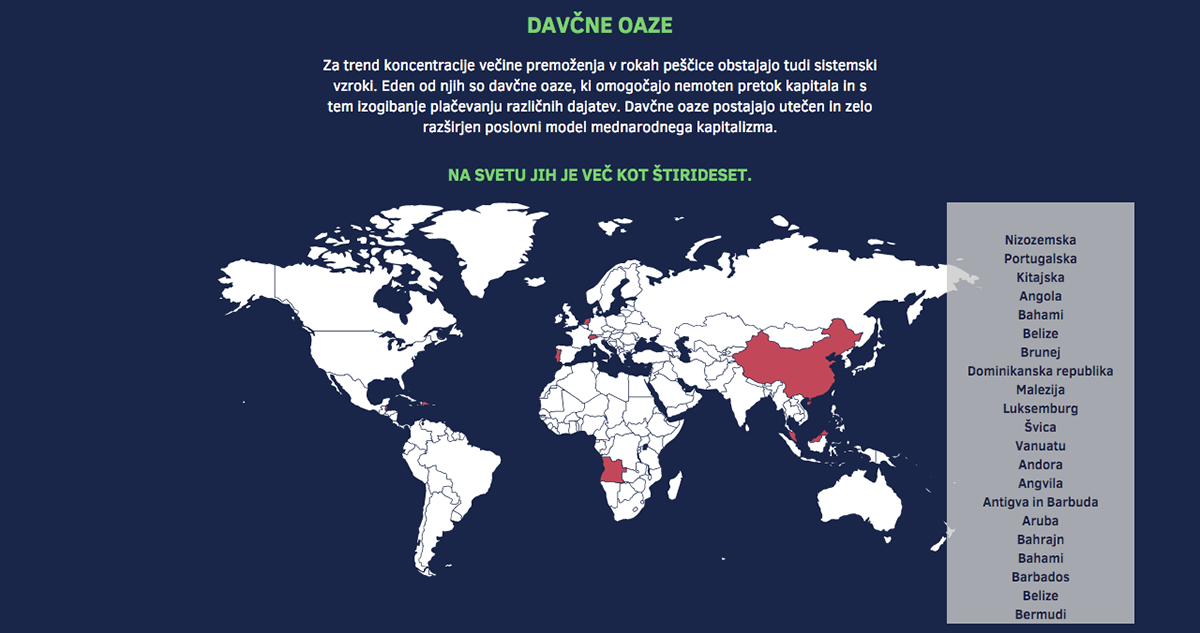 DAVČNE OAZE
Za trend koncentracije večine premoženja v rokah peščice obstajajo tudi sistemski
vzroki. Eden od njih so davčne oaze, ki omogočajo nemoten pretok kapitala in s
tem izogibanje plačevanju različnih dajatev. Davčne oaze postajajo utečen in zelo
razširjen poslovni model mednarodnega kapitalizma.
NA SVETU JIH JE VEČ KOT ŠTIRIDESET.
Nizozemska
Portugalska
Kitajska
Angola
Bahami
Belize
Brunej
Dominikanska republika
Malezija
Luksemburg
Švica
Vanuatu
Andora
Angvila
Antigva in Barbuda
Aruba
Bahrajn
Bahami
Barbados
Belize
Bermudi